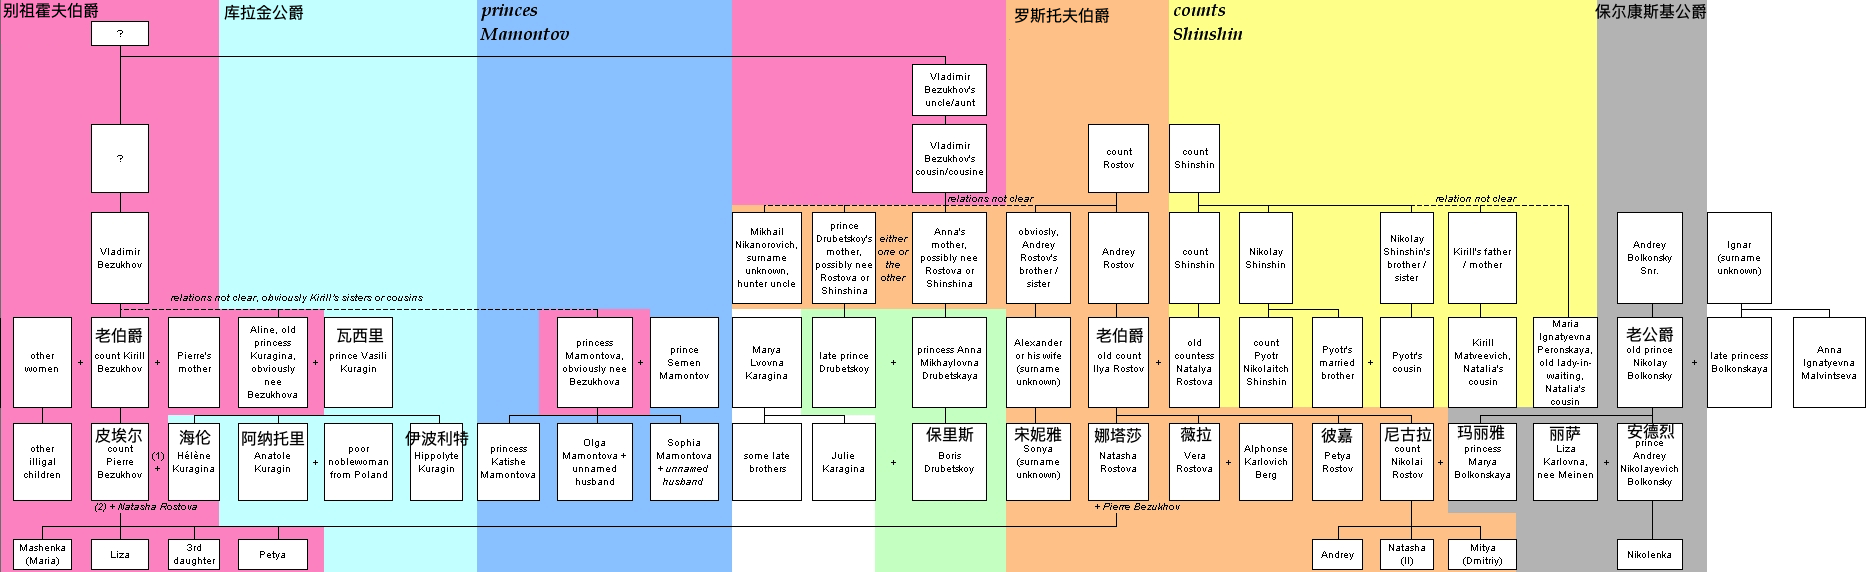 别祖霍夫伯爵
库拉金公爵
princes
Mamontov
罗斯托夫伯爵
counts
Shinshin
保尔康斯基公爵
?
Vladimir
Bezukhov's
uncle/aunt
?
Vladimir
Bezukhov's
cousin/cousine
count
Rostov
count
Shinshin
relations not clear
relation not clear
Vladimir
Bezukhov
Mikhail
Nikanorovich,
surname
unknown,
hunter uncle
prince
Drubetskoy's
mother,
possibly nee
Rostova or
Shinshina
either
one or
the
other
Anna's
mother,
possibly nee
Rostova or
Shinshina
obviosly,
Andrey
Rostov's
brother /
sister
Andrey
Rostov
count
Shinshin
Nikolay
Shinshin
Nikolay
Shinshin's
brother /
sister
Kirill's father
/ mother
Andrey
Bolkonsky
Snr.
Ignar
(surname
unknown)
relations not clear, obviously Kirill's sisters or cousins
other
women
+
老伯爵
count Kirill
Bezukhov
+
Pierre's
mother
Aline, old
princess
Kuragina,
obviously
nee
Bezukhova
+
瓦西里
prince Vasili
Kuragin
princess
Mamontova,
obviously nee
Bezukhova
+
prince
Semen
Mamontov
Marya
Lvovna
Karagina
late prince
Drubetskoy
+
princess Anna
Mikhaylovna
Drubetskaya
Alexander
or his wife
(surname
unknown)
老伯爵
old count
Ilya Rostov
+
old
countess
Natalya
Rostova
count
Pyotr
Nikolaitch
Shinshin
Pyotr's
married
brother
+
Pyotr's
cousin
Kirill
Matveevich,
Natalia's
cousin
Maria
Ignatyevna
Peronskaya,
old lady-in-
waiting,
Natalia's
cousin
老公爵
old prince
Nikolay
Bolkonsky
+
late princess
Bolkonskaya
Anna
Ignatyevna
Malvintseva
other
illigal
children
皮埃尔
count
Pierre
Bezukhov
(1)
+
海伦
Hélène
Kuragina
阿纳托里
Anatole
Kuragin
+
poor
noblewoman
from Poland
伊波利特
Hippolyte
Kuragin
princess
Katishe
Mamontova
Olga
Mamontova +
unnamed
husband
Sophia
Mamontova
+ unnamed
husband
some late
brothers
Julie
Karagina
+
保里斯
Boris
Drubetskoy
宋妮雅
Sonya
(surname
unknown)
娜塔莎
Natasha
Rostova
薇拉
Vera
Rostova
+
Alphonse
Karlovich
Berg
彼嘉
Petya
Rostov
尼古拉
count
Nikolai
Rostov
+
玛丽雅
princess
Marya
Bolkonskaya
丽萨
Liza
Karlovna,
nee Meinen
+
安德烈
prince
Andrey
Nikolayevich
Bolkonsky
(2) + Natasha Rostova
+ Pierre Bezukhov
Mashenka
(Maria)
Liza
3rd
daughter
Petya
Andrey
Natasha
(II)
Mitya
(Dmitriy)
Nikolenka